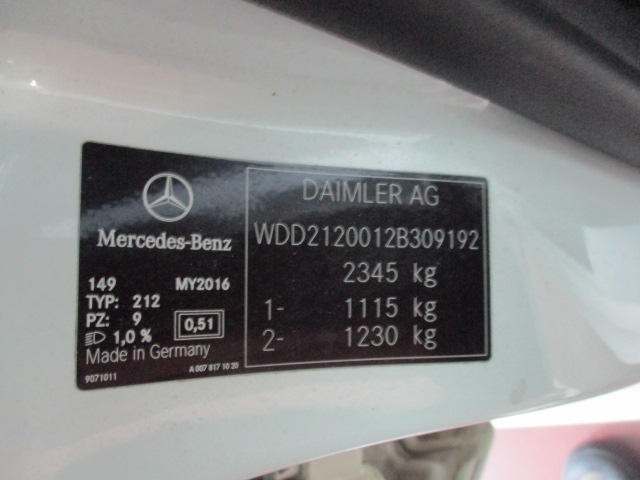 Mercedes-Benz
149 MY2016
TYP: 212
PZ: 9
1,0 % 0,51
Made in Germany
9071011 A 007 817 10 20
DAIMLER AG
WDD2120012B309192
2345 kg
1- 1115 kg
2- 1230 kg